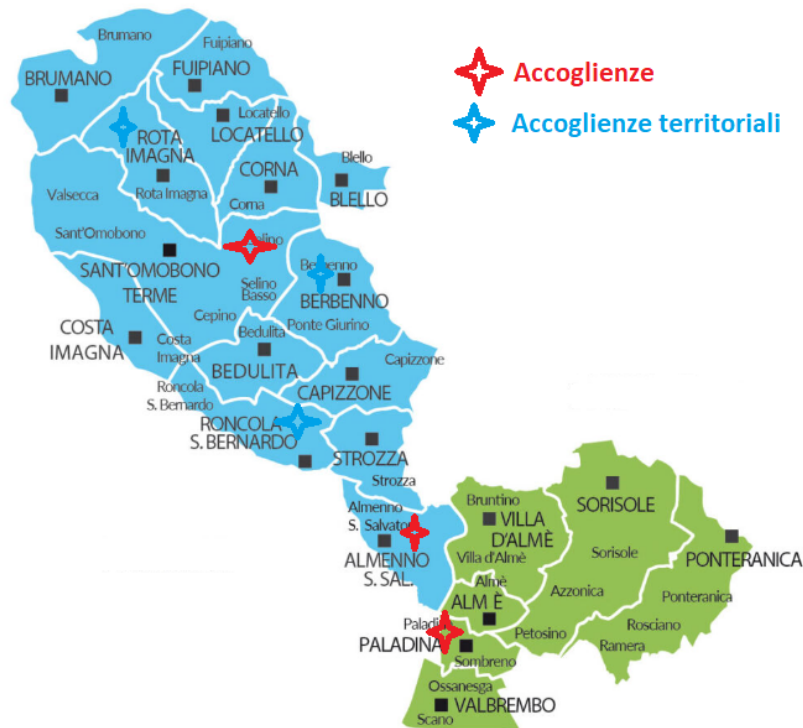 Brumano
BRUMANO
Fuipiano
FUIPIANO
Accoglienze
Accoglienze territoriali
Locatello
LOCATELLO
ROTA
IMAGNA
Rota Imagna
CORNA
Corna
Blello
BLELLO
Valsecca
Sant'Omobono
SANT'OMOBONO
TERME
Selino
Basso
Cepino
BERBENNO
Ponte Giurino
COSTA
IMAGNA
Costa
Imagna
Bedulita
BEDULITA
Capizzone
CAPIZZONE
Roncola
S. Bernardo
RONCOLA
S. BERNARDO
STROZZA
Strozza
Almenno
S. Salvatore
ALMENNO
S. SAL.
Bruntino
VILLA
D'ALMÈ
Villa d'Almè
SORISOLE
Sorisole
PONTERANICA
Ponteranica
Almè
ALM È
Azzonica
Petosino
Rosciano
Ramera
PALADINA
Sombreno
Ossanesga
VALBREMBO
Scano